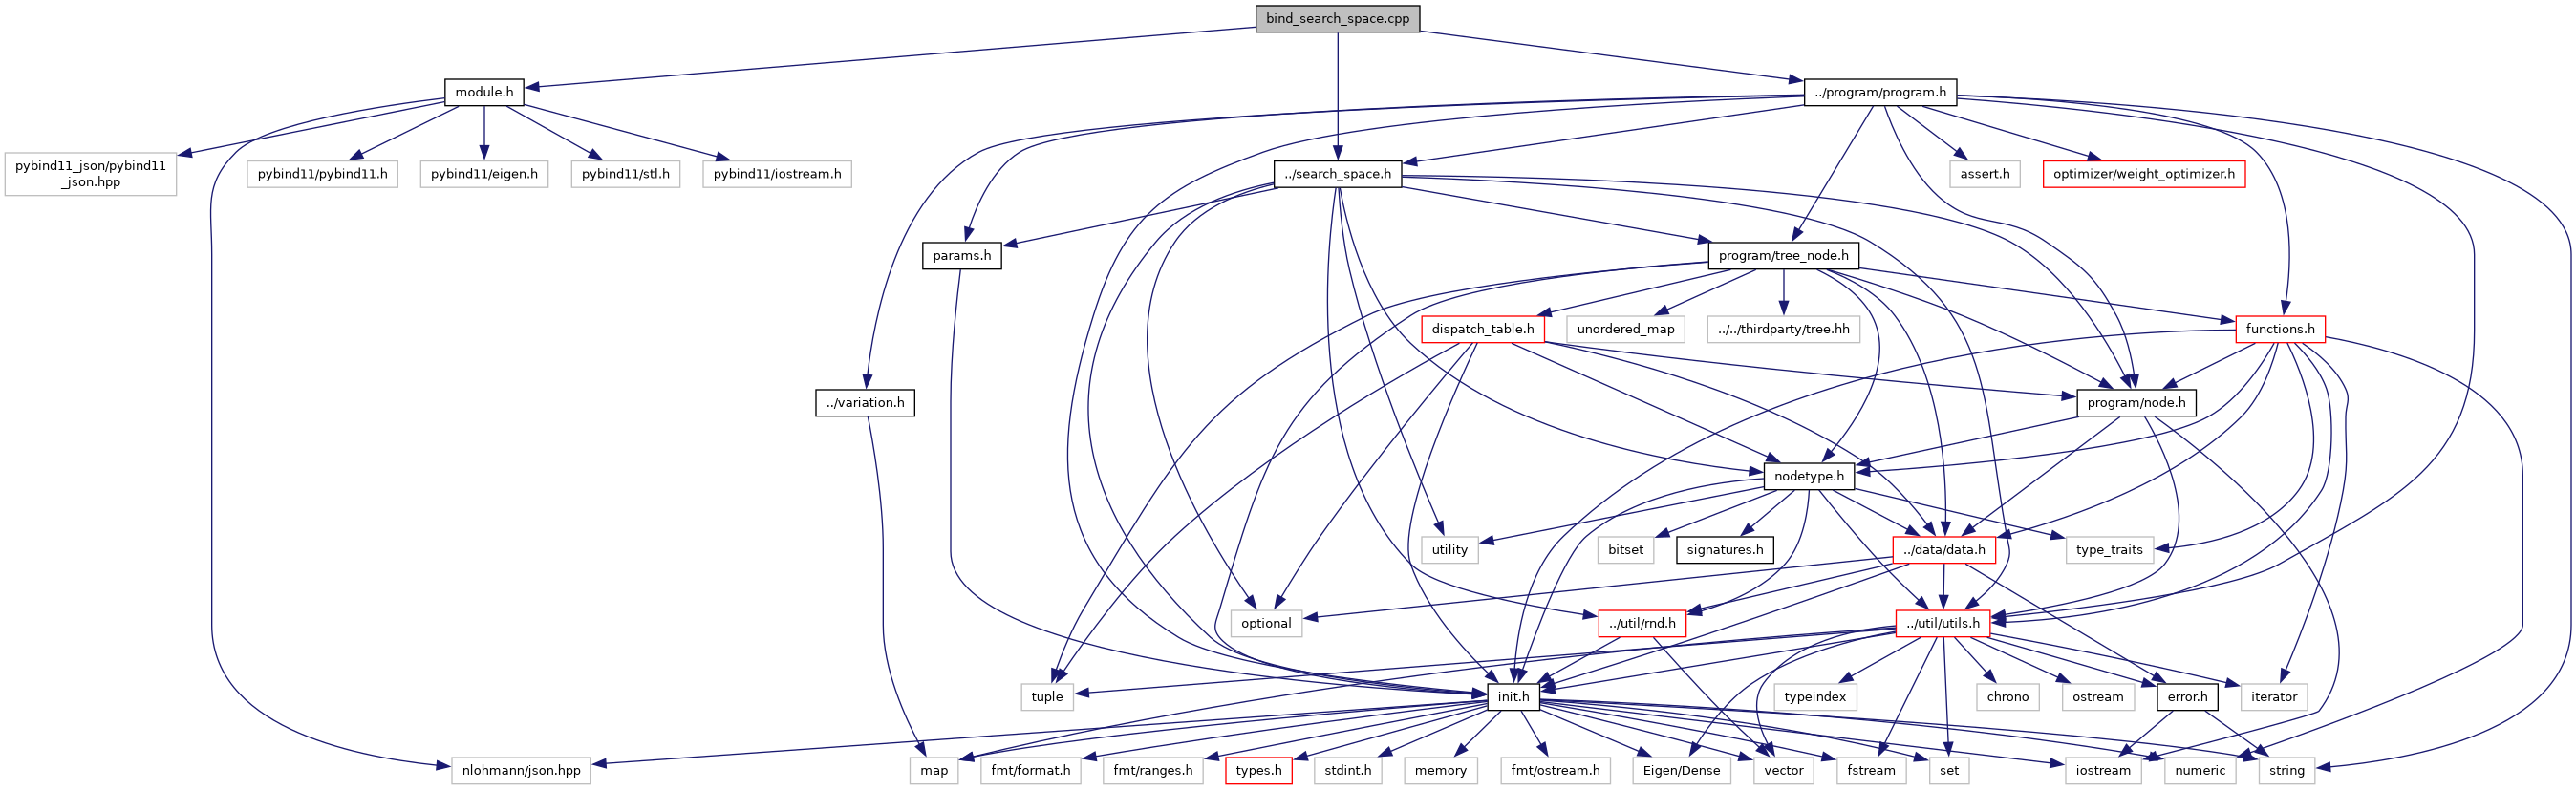 bind_search_space.cpp
module.h
../program/program.h
pybind11_json/pybind11
_json.hpp
pybind11/pybind11.h
pybind11/eigen.h
pybind11/stl.h
pybind11/iostream.h
../search_space.h
assert.h
optimizer/weight_optimizer.h
params.h
program/tree_node.h
dispatch_table.h
unordered_map
../../thirdparty/tree.hh
functions.h
../variation.h
program/node.h
nodetype.h
utility
bitset
signatures.h
../data/data.h
type_traits
optional
../util/rnd.h
../util/utils.h
tuple
init.h
typeindex
chrono
ostream
error.h
iterator
nlohmann/json.hpp
map
fmt/format.h
fmt/ranges.h
types.h
stdint.h
memory
fmt/ostream.h
Eigen/Dense
vector
fstream
set
iostream
numeric
string